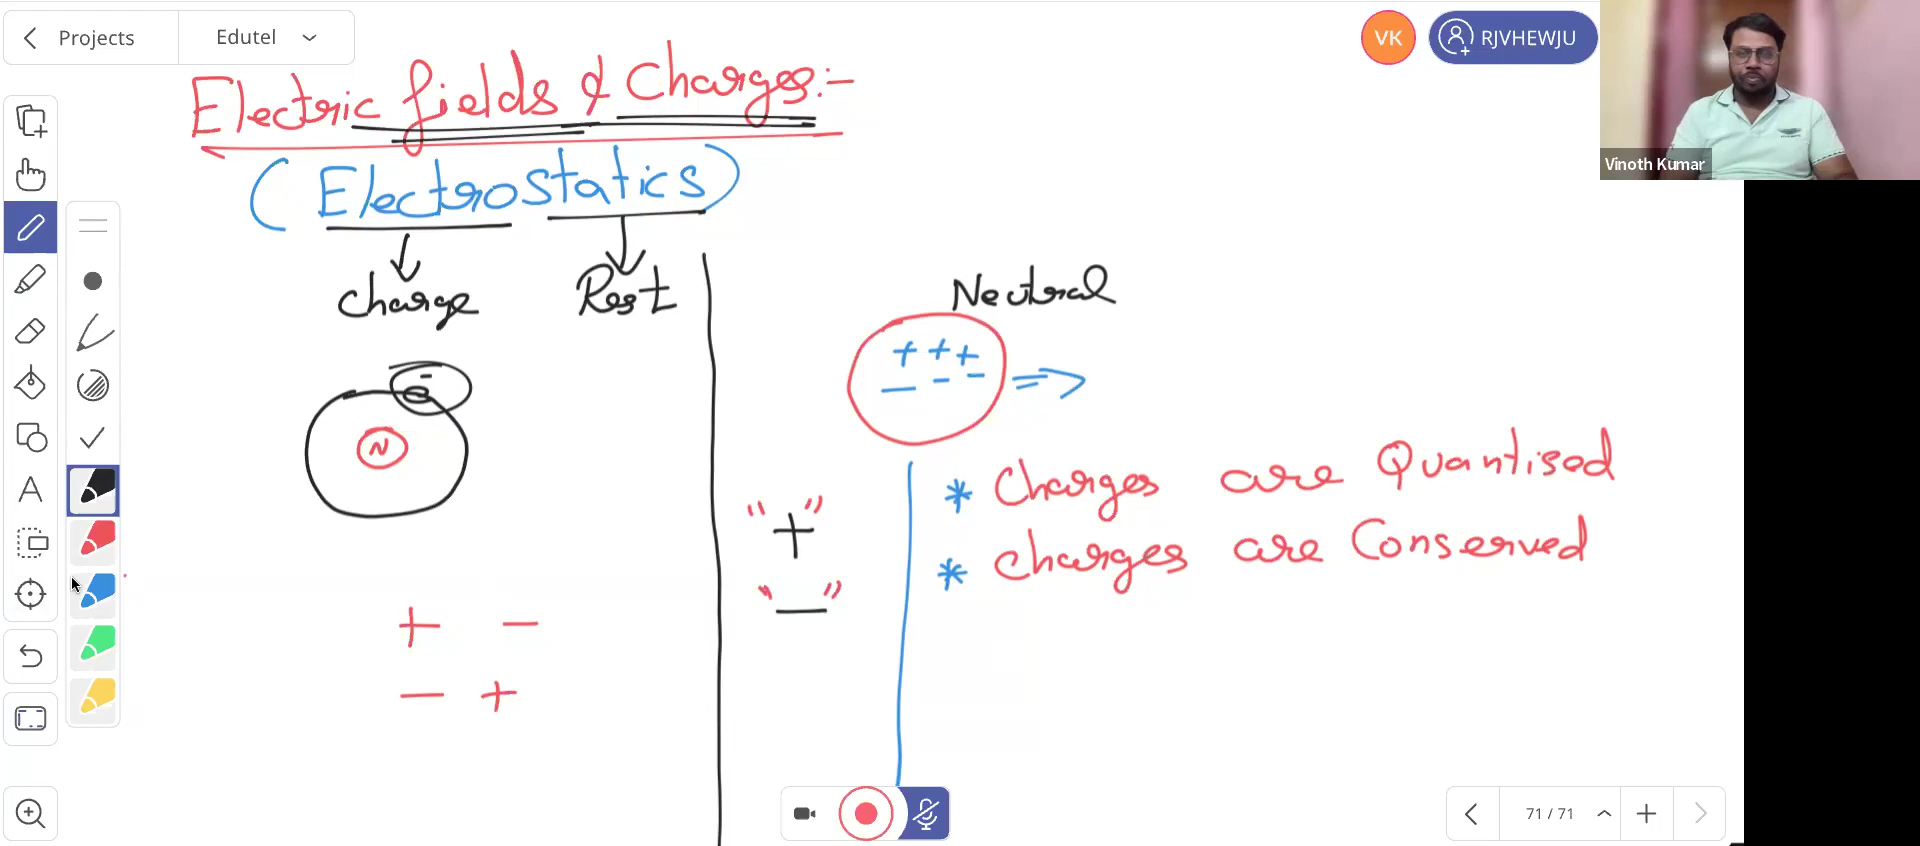 Projects
Edutel
VK
RJVHEWJU
Vinoth Kumar
Electric fields & Charges:-
(Electrostatics)
Charge
Rest
N
-
+ -
- +
Neutral
+ + +
- - -
"+"
"-"
* Charges are Quantised
* Charges are Conserved
A
71 / 71